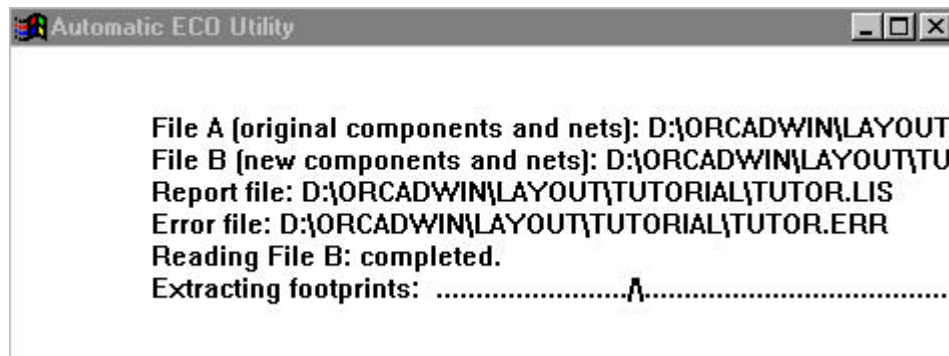 Automatic ECO Utility
File A (original components and nets): D:\ORCADWIN\LAYOUT
File B (new components and nets): D:\ORCADWIN\LAYOUT\TU
Report file: D:\ORCADWIN\LAYOUT\TUTORIAL\TUTOR.LIS
Error file: D:\ORCADWIN\LAYOUT\TUTORIAL\TUTOR.ERR
Reading File B: completed.
Extracting footprints: ......................../\......................................